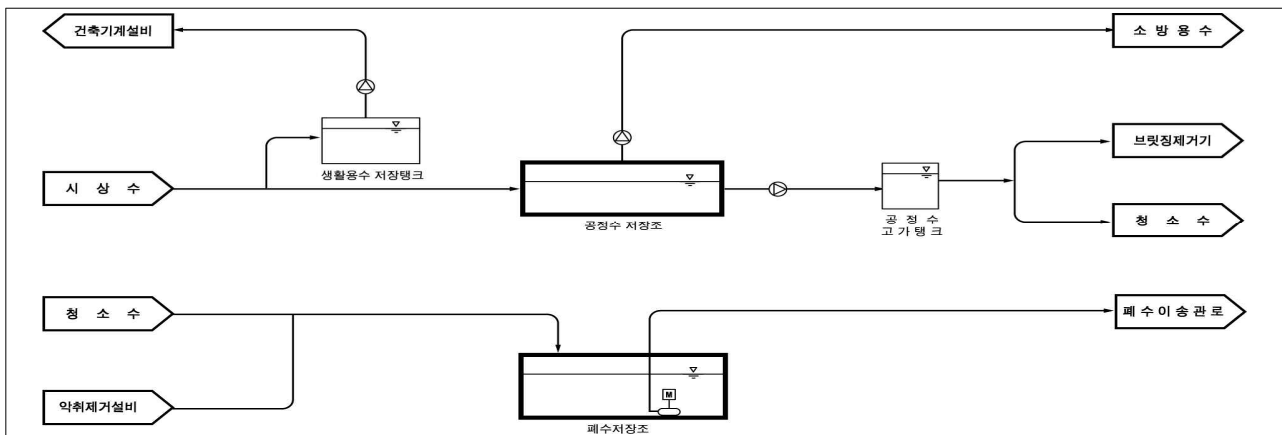 건축기계설비
소 방 용 수
생활용수 저장탱크
브릿징제거기
시 상 수
공정수 저장조
공 정 수
고 가 탱 크
청 소 수
청 소 수
폐 수 이 송 관 로
M
악취제거설비
폐수저장조